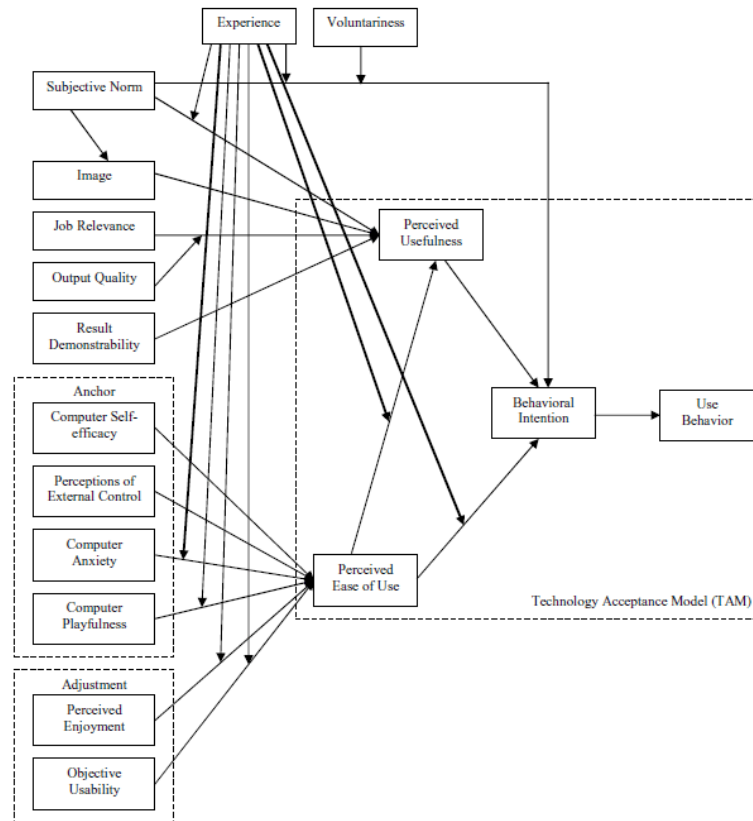 Experience
Voluntariness
Subjective Norm
Image
Job Relevance
Output Quality
Result
Demonstrability
Perceived
Usefulness
Anchor
Computer Self-
efficacy
Perceptions of
External Control
Computer
Anxiety
Computer
Playfulness
Behavioral
Intention
Use
Behavior
Perceived
Ease of Use
Technology Acceptance Model (TAM)
Adjustment
Perceived
Enjoyment
Objective
Usability